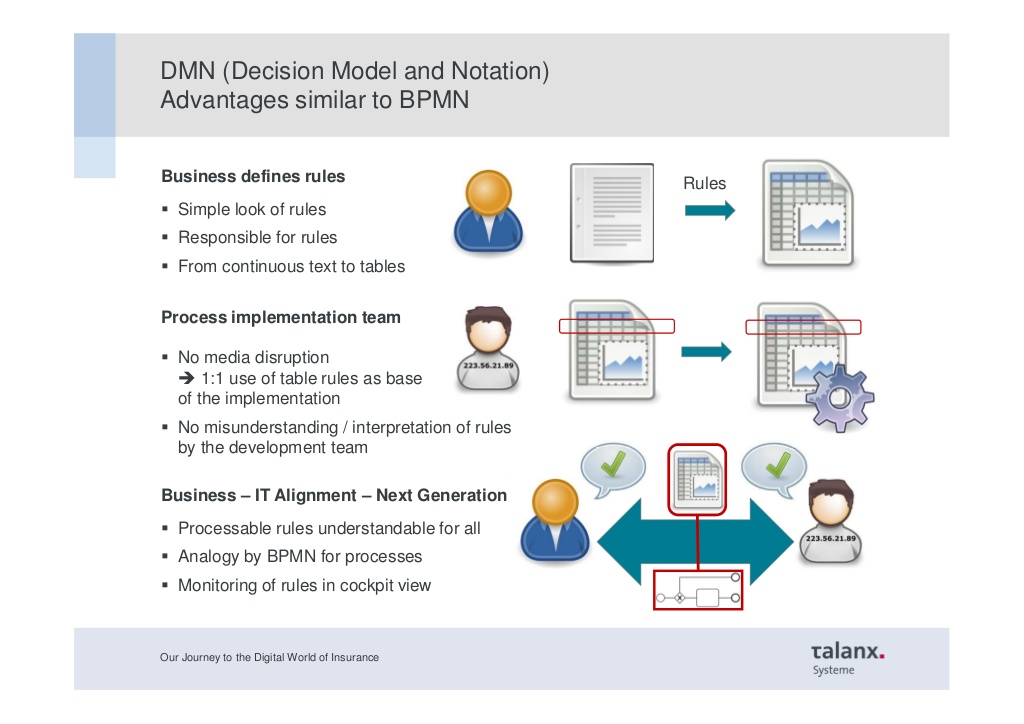 DMN (Decision Model and Notation)
Advantages similar to BPMN
Business defines rules
▪ Simple look of rules
▪ Responsible for rules
▪ From continuous text to tables
Rules
Process implementation team
▪ No media disruption
➔ 1:1 use of table rules as base
of the implementation
▪ No misunderstanding / interpretation of rules
by the development team
223.56.21.89
Business – IT Alignment – Next Generation
▪ Processable rules understandable for all
▪ Analogy by BPMN for processes
▪ Monitoring of rules in cockpit view
223.56.21.89
Our Journey to the Digital World of Insurance
talanx.
Systeme